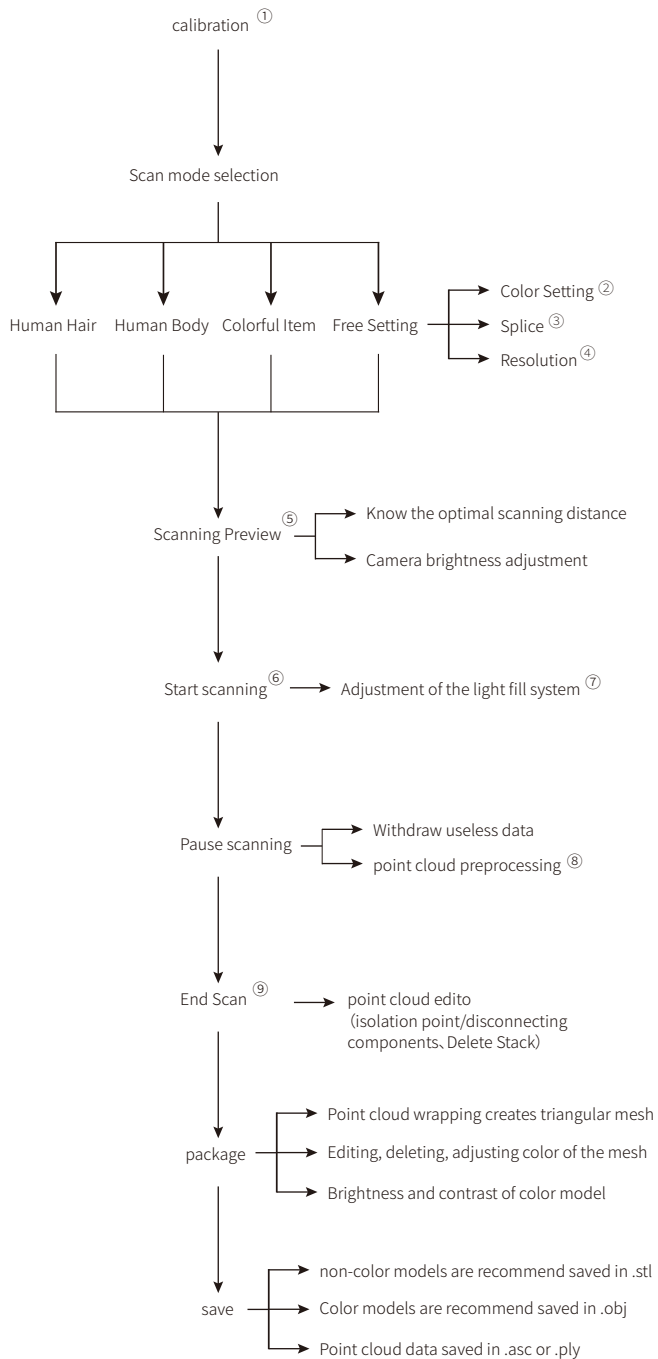 calibration ①
Scan mode selection
Human Hair
Human Body
Colorful Item
Free Setting
Color Setting ②
Splice ③
Resolution ④
Scanning Preview ⑤
Know the optimal scanning distance
Camera brightness adjustment
Start scanning ⑥
Adjustment of the light fill system ⑦
Pause scanning
Withdraw useless data
point cloud preprocessing ⑧
End Scan ⑨
point cloud edito
（isolation point/disconnecting
components、Delete Stack）
package
Point cloud wrapping creates triangular mesh
Editing, deleting, adjusting color of the mesh
Brightness and contrast of color model
save
non-color models are recommend saved in .stl
Color models are recommend saved in .obj
Point cloud data saved in .asc or .ply